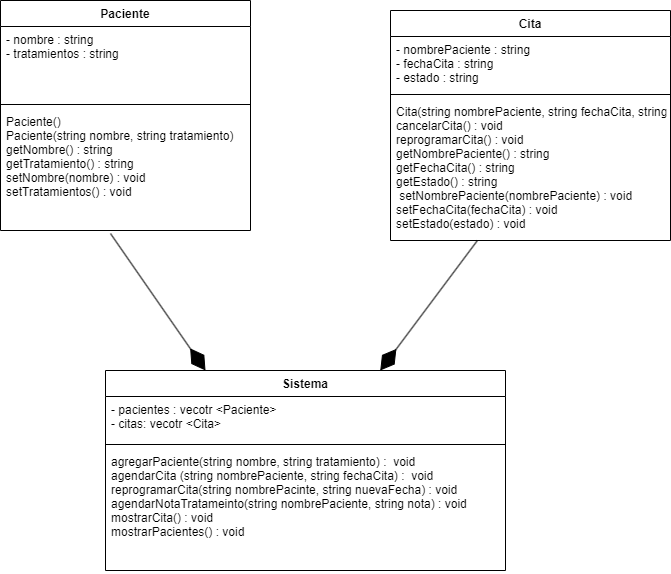 Paciente
- nombre : string
- tratamientos : string
Paciente()
Paciente(string nombre, string tratamiento)
getNombre() : string
getTratamiento() : string
setNombre(nombre) : void
setTratamientos() : void
Cita
- nombrePaciente : string
- fechaCita : string
- estado : string
Cita(string nombrePaciente, string fechaCita, string
cancelarCita() : void
reprogramarCita() : void
getNombrePaciente() : string
getFechaCita() : string
getEstado() : string
setNombrePaciente(nombrePaciente) : void
setFechaCita(fechaCita) : void
setEstado(estado) : void
Sistema
- pacientes : vecotr <Paciente>
- citas: vecotr <Cita>
agregarPaciente(string nombre, string tratamiento) : void
agendarCita (string nombrePaciente, string fechaCita) : void
reprogramarCita(string nombrePacinte, string nuevaFecha) : void
agendarNotaTratameinto(string nombrePaciente, string nota) : void
mostrarCita() : void
mostrarPacientes() : void